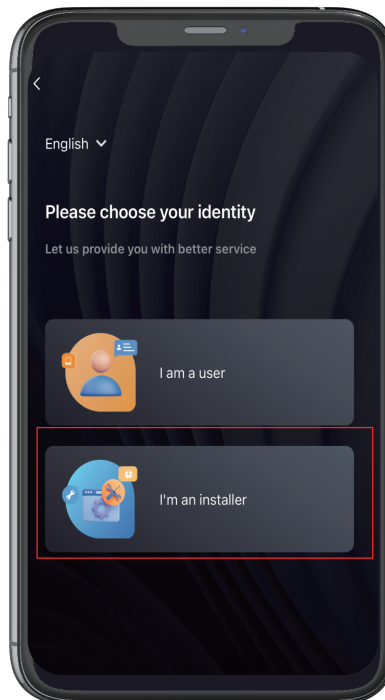 English
Please choose your identity
Let us provide you with better service
I am a user
I'm an installer